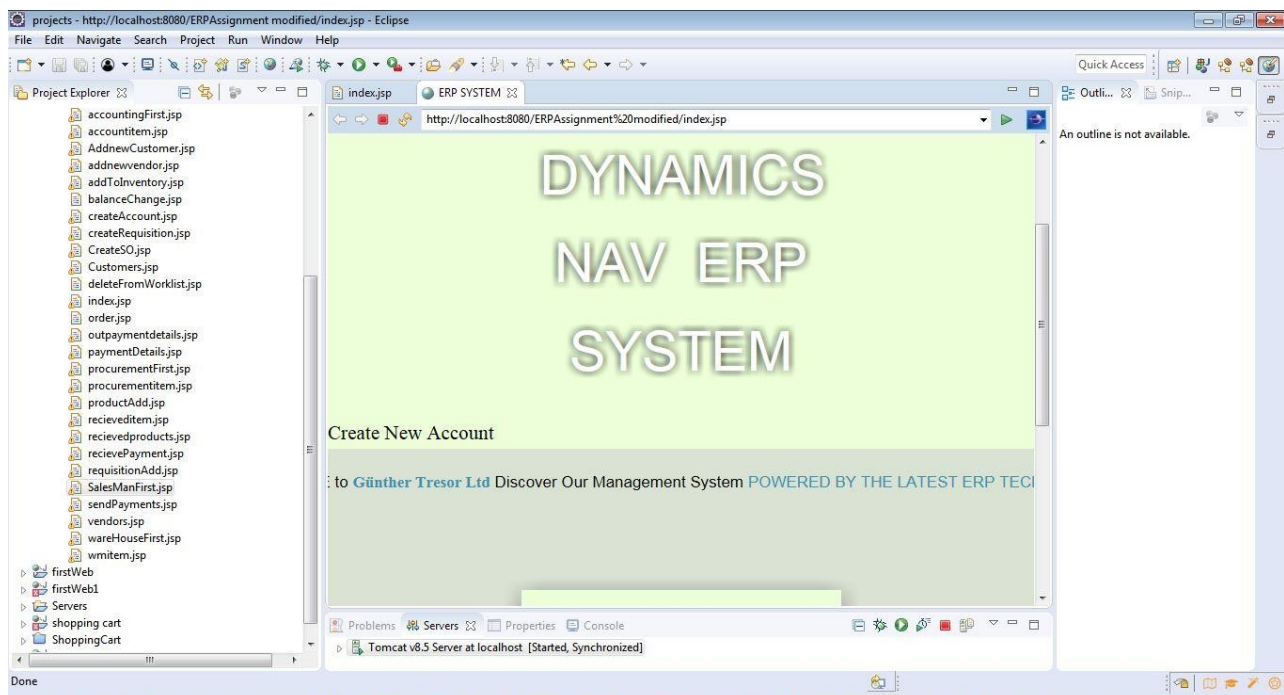 projects - http://localhost:8080/ERPAssignment modified/index.jsp - Eclipse
File Edit Navigate Search Project Run Window Help
Quick Access
Project Explorer
accountingFirst.jsp
accountitem.jsp
AddnewCustomer.jsp
addnewvendor.jsp
addToInventory.jsp
balanceChange.jsp
createAccount.jsp
createRequisition.jsp
CreateSO.jsp
Customers.jsp
deleteFromWorklist.jsp
index.jsp
order.jsp
outpaymentdetails.jsp
paymentDetails.jsp
procurementFirst.jsp
procurementitem.jsp
productAdd.jsp
recieveditem.jsp
recievedproducts.jsp
recievePayment.jsp
requisitionAdd.jsp
SalesManFirst.jsp
sendPayments.jsp
vendors.jsp
wareHouseFirst.jsp
wmitem.jsp
firstWeb
firstWeb1
Servers
shopping cart
ShoppingCart
index.jsp ERP SYSTEM
http://localhost:8080/ERPAssignment%20modified/index.jsp
DYNAMICS
NAV ERP
SYSTEM
Create New Account
to Günther Tresor Ltd Discover Our Management System POWERED BY THE LATEST ERP TECH
Problems Servers Properties Console
Tomcat v8.5 Server at localhost [Started, Synchronized]
Outli... Snip...
An outline is not available.
Done